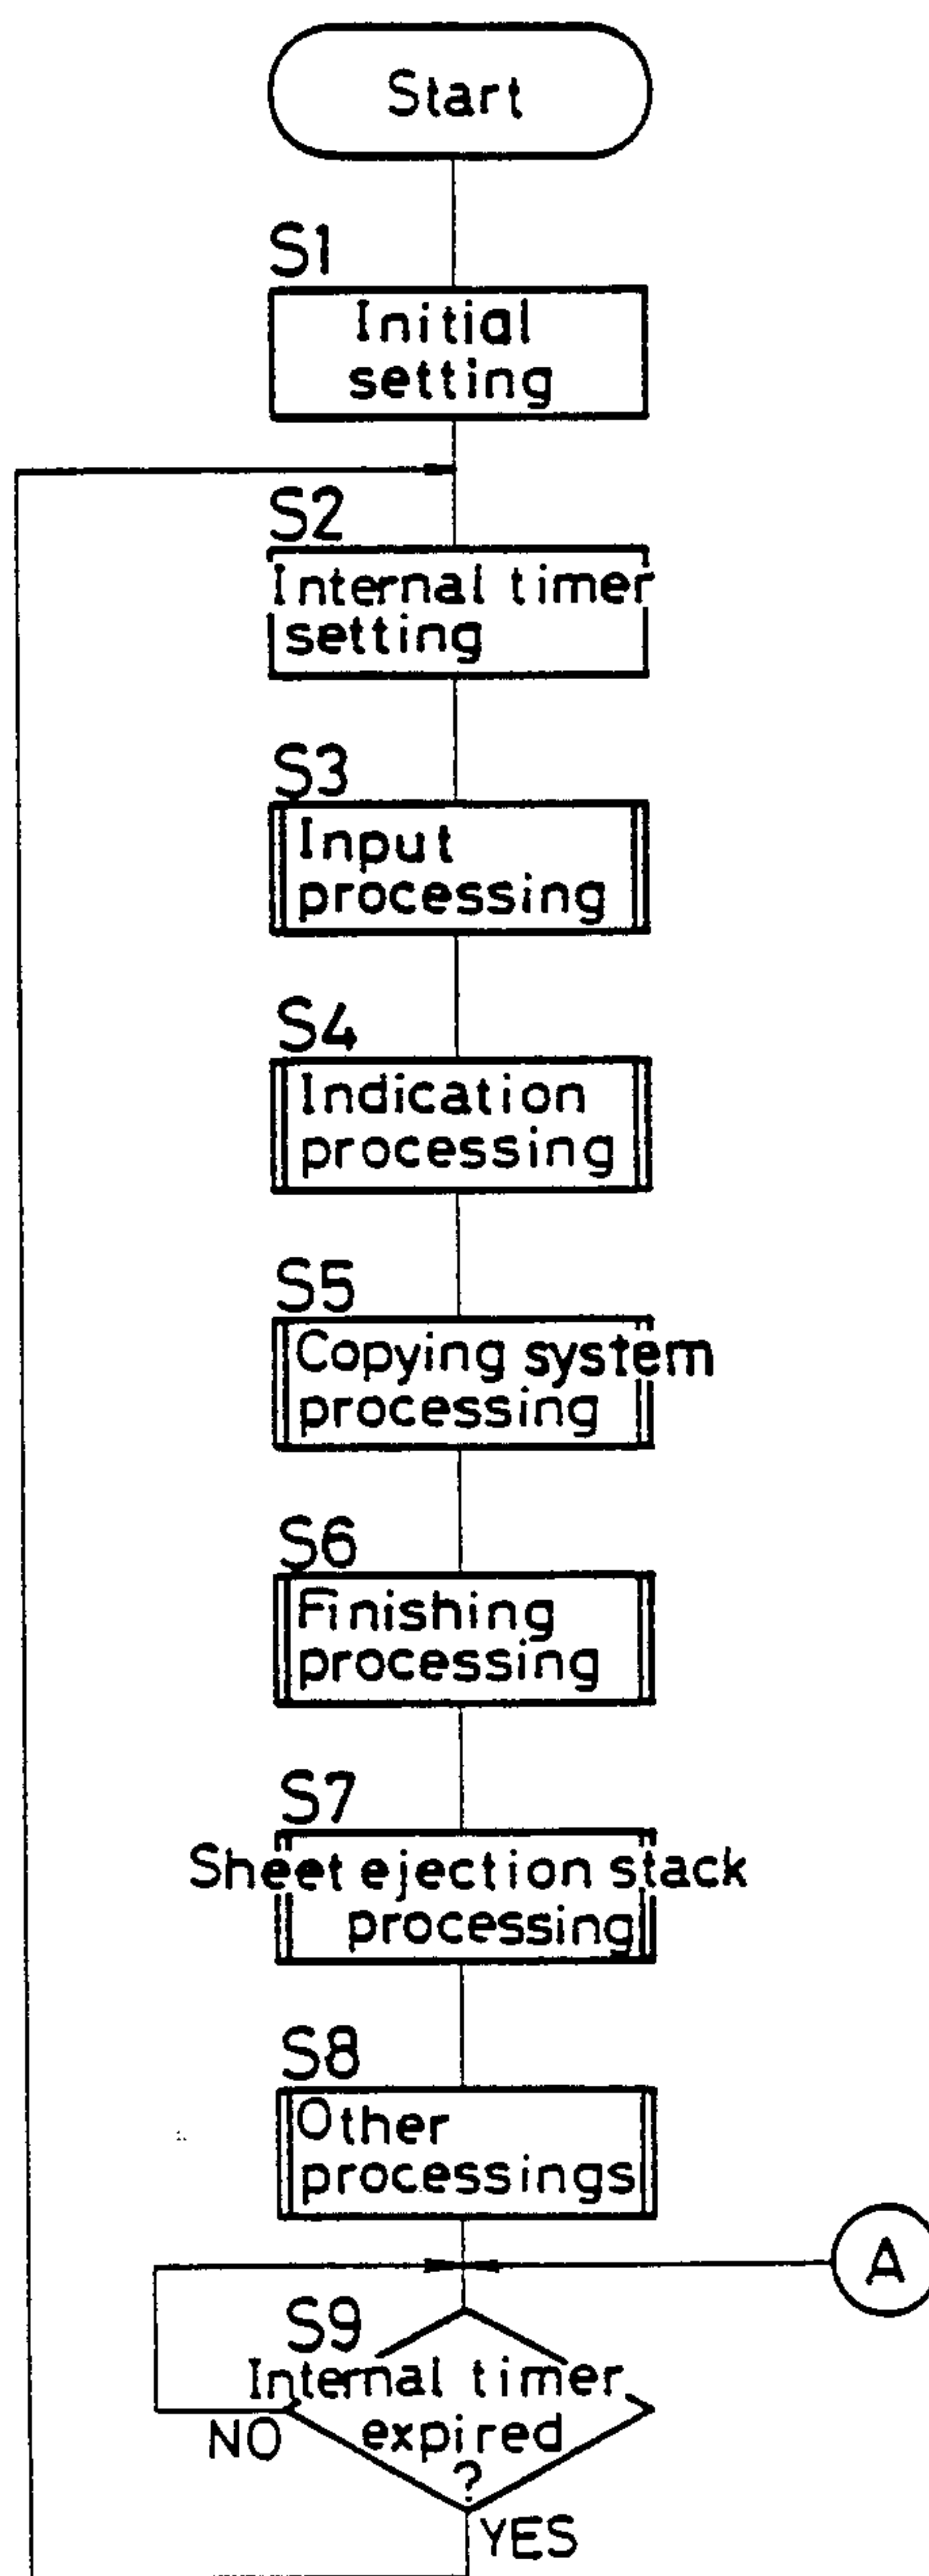 Start
S1
Initial
setting
S2
Internal timer
setting
S3
Input
processing
S4
Indication
processing
S5
Copying system
processing
S6
Finishing
processing
S7
Sheet ejection stack
processing
S8
Other
processings
A
S9
Internal timer
expired
?
NO
YES